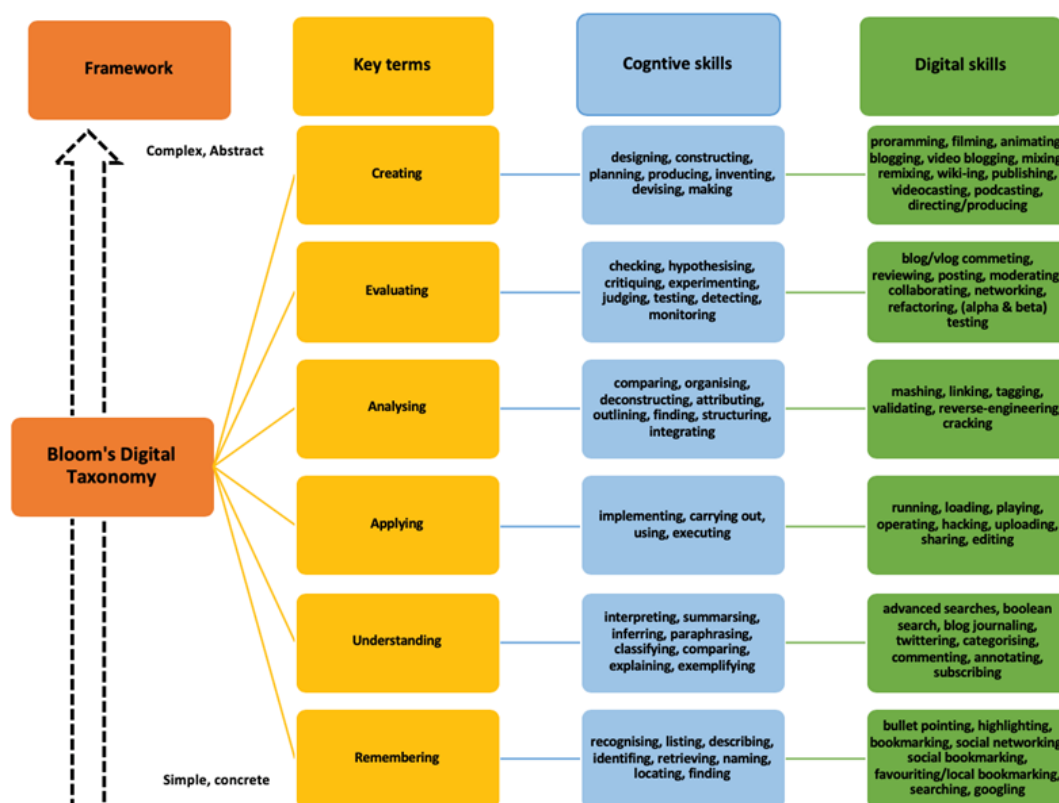 Framework
Key terms
Cogntive skills
Digital skills
Complex, Abstract
Creating
designing, constructing,
planning, producing, inventing,
devising, making
proramming, filming, animating,
blogging, video blogging, mixing,
remixing, wiki-ing, publishing,
videocasting, podcasting,
directing/producing
Evaluating
checking, hypothesising,
critiquing, experimenting,
judging, testing, detecting,
monitoring
blog/vlog commeting,
reviewing, posting, moderating,
collaborating, networking,
refactoring, (alpha & beta)
testing
Analysing
comparing, organising,
deconstructing, attributing,
outlining, finding, structuring,
integrating
mashing, linking, tagging,
validating, reverse-engineering,
cracking
Bloom's Digital
Taxonomy
Applying
implementing, carrying out,
using, executing
running, loading, playing,
operating, hacking, uploading,
sharing, editing
Understanding
interpreting, summarsing,
inferring, paraphrasing,
classifying, comparing,
explaining, exemplifying
advanced searches, boolean
search, blog journaling,
twittering, categorising,
commenting, annotating,
subscribing
Remembering
recognising, listing, describing,
identifing, retrieving, naming,
locating, finding
bullet pointing, highlighting,
bookmarking, social networking,
social bookmarking,
favouriting/local bookmarking,
searching, googling
Simple, concrete